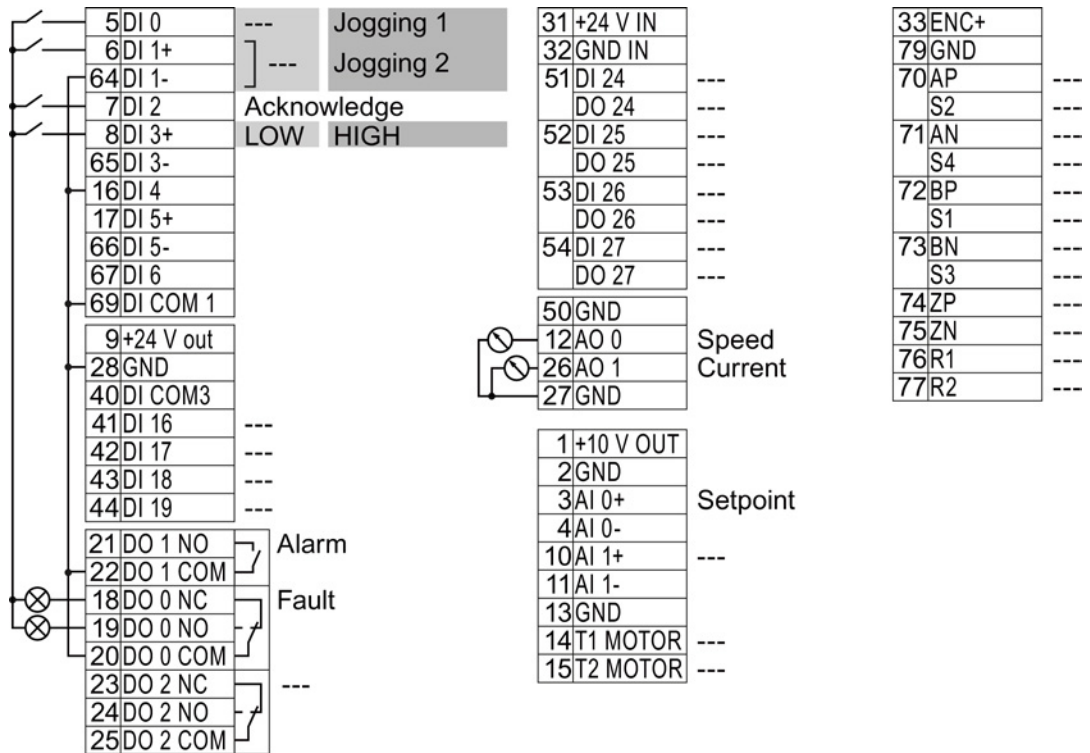 5 DI 0 --- Jogging 1
6 DI 1+
--- Jogging 2
64 DI 1-
7 DI 2 Acknowledge
8 DI 3+ LOW HIGH
65 DI 3-
16 DI 4
17 DI 5+
66 DI 5-
67 DI 6
69 DI COM 1
9 +24 V out
28 GND
40 DI COM3
41 DI 16 ---
42 DI 17 ---
43 DI 18 ---
44 DI 19 ---
21 DO 1 NO Alarm
22 DO 1 COM
18 DO 0 NC Fault
19 DO 0 NO
20 DO 0 COM
23 DO 2 NC ---
24 DO 2 NO
25 DO 2 COM
31 +24 V IN
32 GND IN
51 DI 24 ---
DO 24 ---
52 DI 25 ---
DO 25 ---
53 DI 26 ---
DO 26 ---
54 DI 27 ---
DO 27 ---
50 GND
12 AO 0 Speed
26 AO 1 Current
27 GND
1 +10 V OUT
2 GND
3 AI 0+ Setpoint
4 AI 0-
10 AI 1+ ---
11 AI 1-
13 GND
14 T1 MOTOR ---
15 T2 MOTOR ---
33 ENC+
79 GND
70 AP ----
S2 ----
71 AN ----
S4 ----
72 BP ----
S1 ----
73 BN ----
S3 ----
74 ZP ----
75 ZN ----
76 R1 ----
77 R2 ----